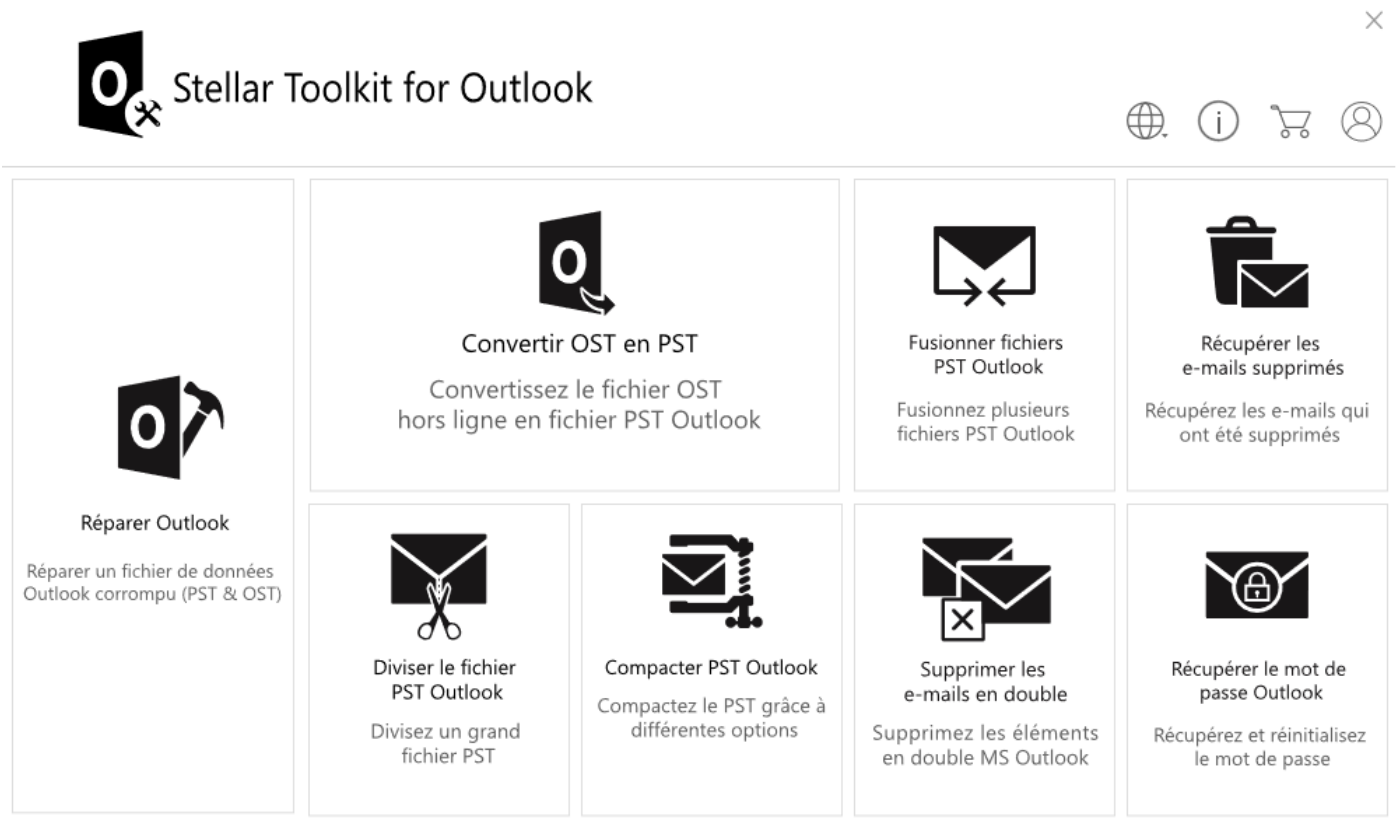 Stellar Toolkit for Outlook
Réparer Outlook
Réparer un fichier de données
Outlook corrompu (PST & OST)
Convertir OST en PST
Convertissez le fichier OST
hors ligne en fichier PST Outlook
Fusionner fichiers
PST Outlook
Fusionnez plusieurs
fichiers PST Outlook
Récupérer les
e-mails supprimés
Récupérez les e-mails qui
ont été supprimés
Diviser le fichier
PST Outlook
Divisez un grand
fichier PST
Compacter PST Outlook
Compactez le PST grâce à
différentes options
Supprimer les
e-mails en double
Supprimez les éléments
en double MS Outlook
Récupérer le mot de
passe Outlook
Récupérez et réinitialisez
le mot de passe